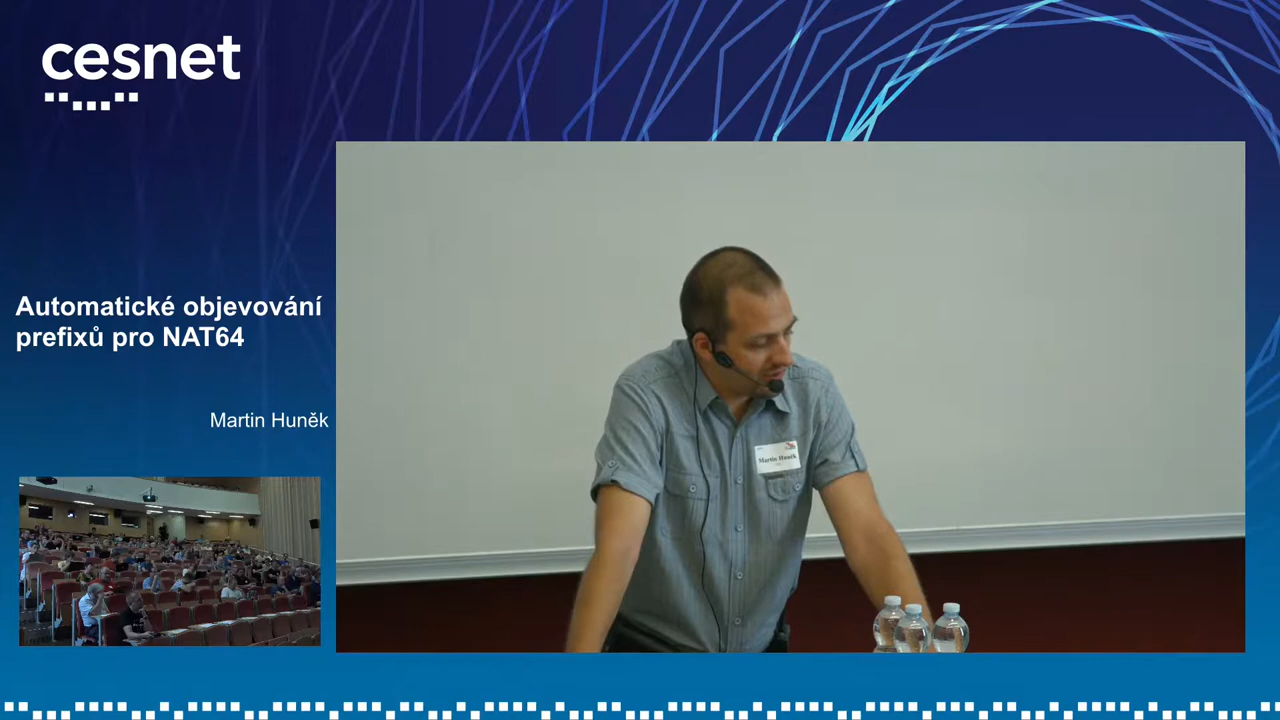 cesnet
Automatické objevování
prefixů pro NAT64
Martin Huněk
Martin Huněk